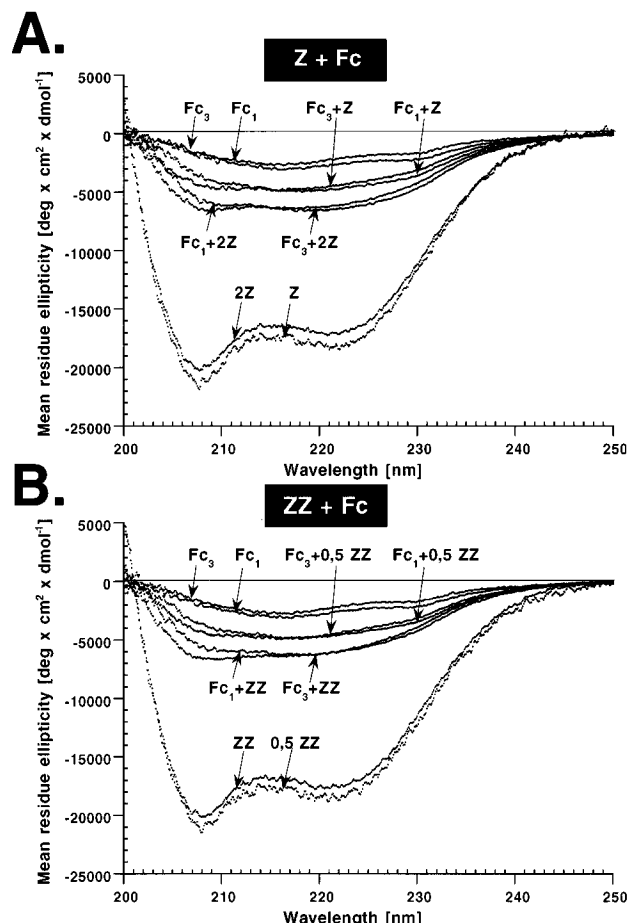 A.
Z + Fc
Mean residue ellipticity [deg x cm² x dmol⁻¹]
5000
0
-5000
-10000
-15000
-20000
-25000
Fc₃ Fc₁ Fc₃+Z Fc₁+Z
Fc₁+2Z Fc₃+2Z
2Z Z
200 210 220 230 240 250
Wavelength [nm]
B.
ZZ + Fc
Mean residue ellipticity [deg x cm² x dmol⁻¹]
5000
0
-5000
-10000
-15000
-20000
-25000
Fc₃ Fc₁ Fc₃+0,5 ZZ Fc₁+0,5 ZZ
Fc₁+ZZ Fc₃+ZZ
ZZ 0,5 ZZ
200 210 220 230 240 250
Wavelength [nm]